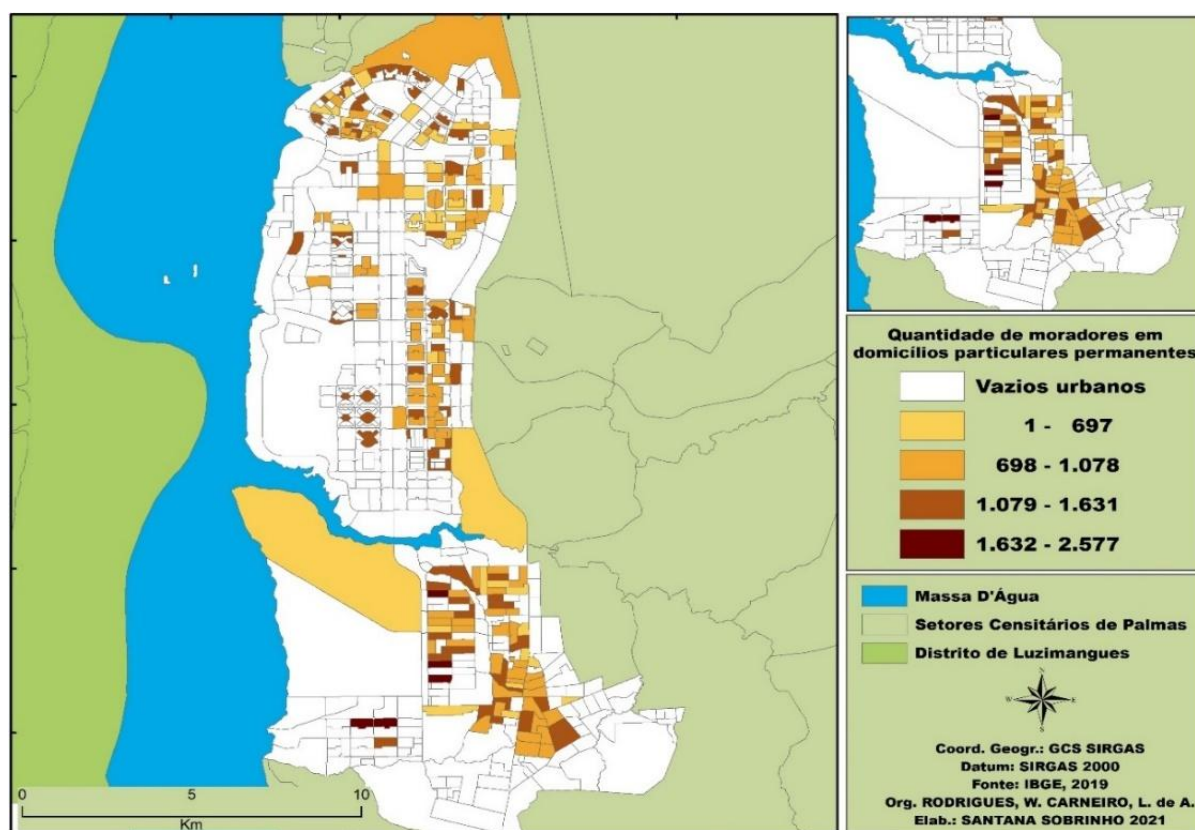 Quantidade de moradores em
domicílios particulares permanentes
Vazios urbanos
1 - 697
698 - 1.078
1.079 - 1.631
1.632 - 2.577
Massa D'Água
Setores Censitários de Palmas
Distrito de Luzimangues
N
W E
S
Coord. Geogr.: GCS SIRGAS
Datum: SIRGAS 2000
Fonte: IBGE, 2019
Org. RODRIGUES, W. CARNEIRO, L. de A.
Elab.: SANTANA SOBRINHO 2021
0 5 10
Km